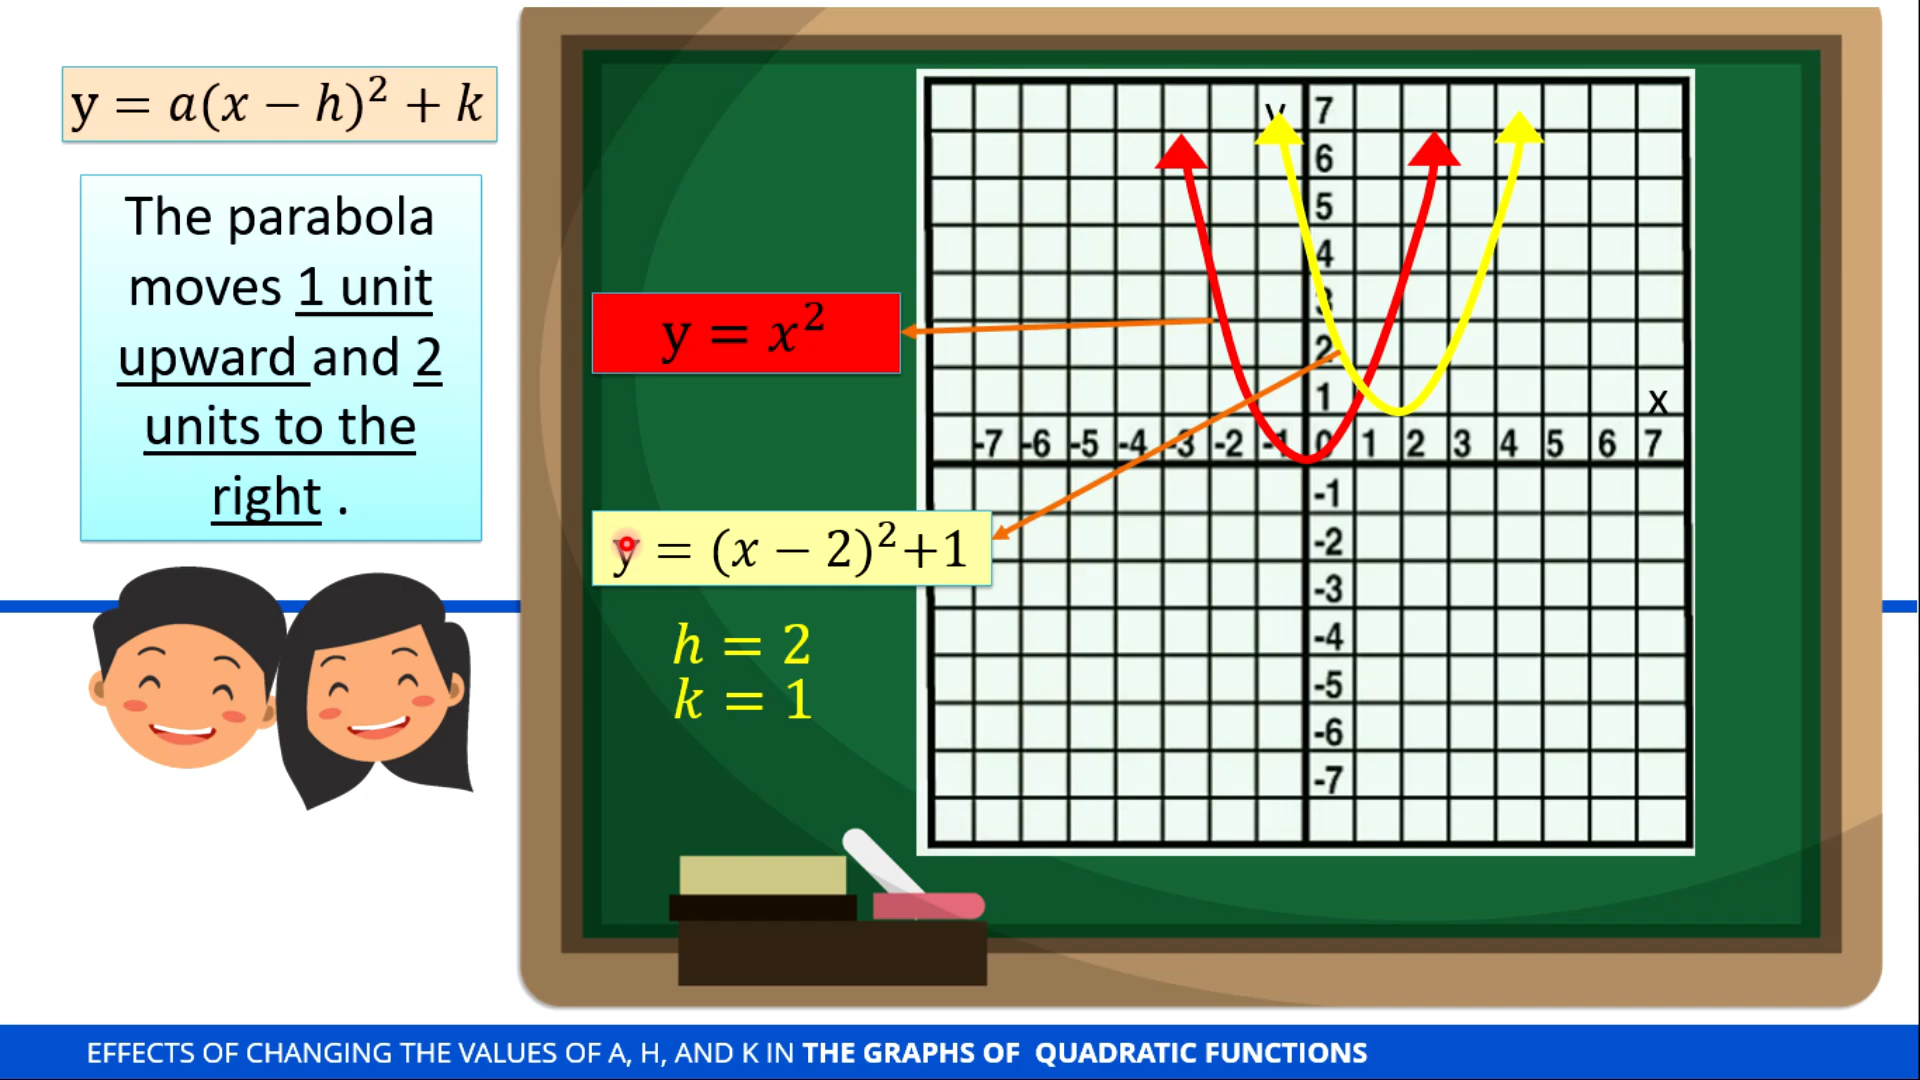 y = a(x − h)² + k
The parabola
moves 1 unit
upward and 2
units to the
right .
y = x²
y = (x − 2)²+1
h = 2
k = 1
y
7
6
5
4
3
2
1
x
-7 -6 -5 -4 -3 -2 -1 0 1 2 3 4 5 6 7
-1
-2
-3
-4
-5
-6
-7
EFFECTS OF CHANGING THE VALUES OF A, H, AND K IN THE GRAPHS OF QUADRATIC FUNCTIONS